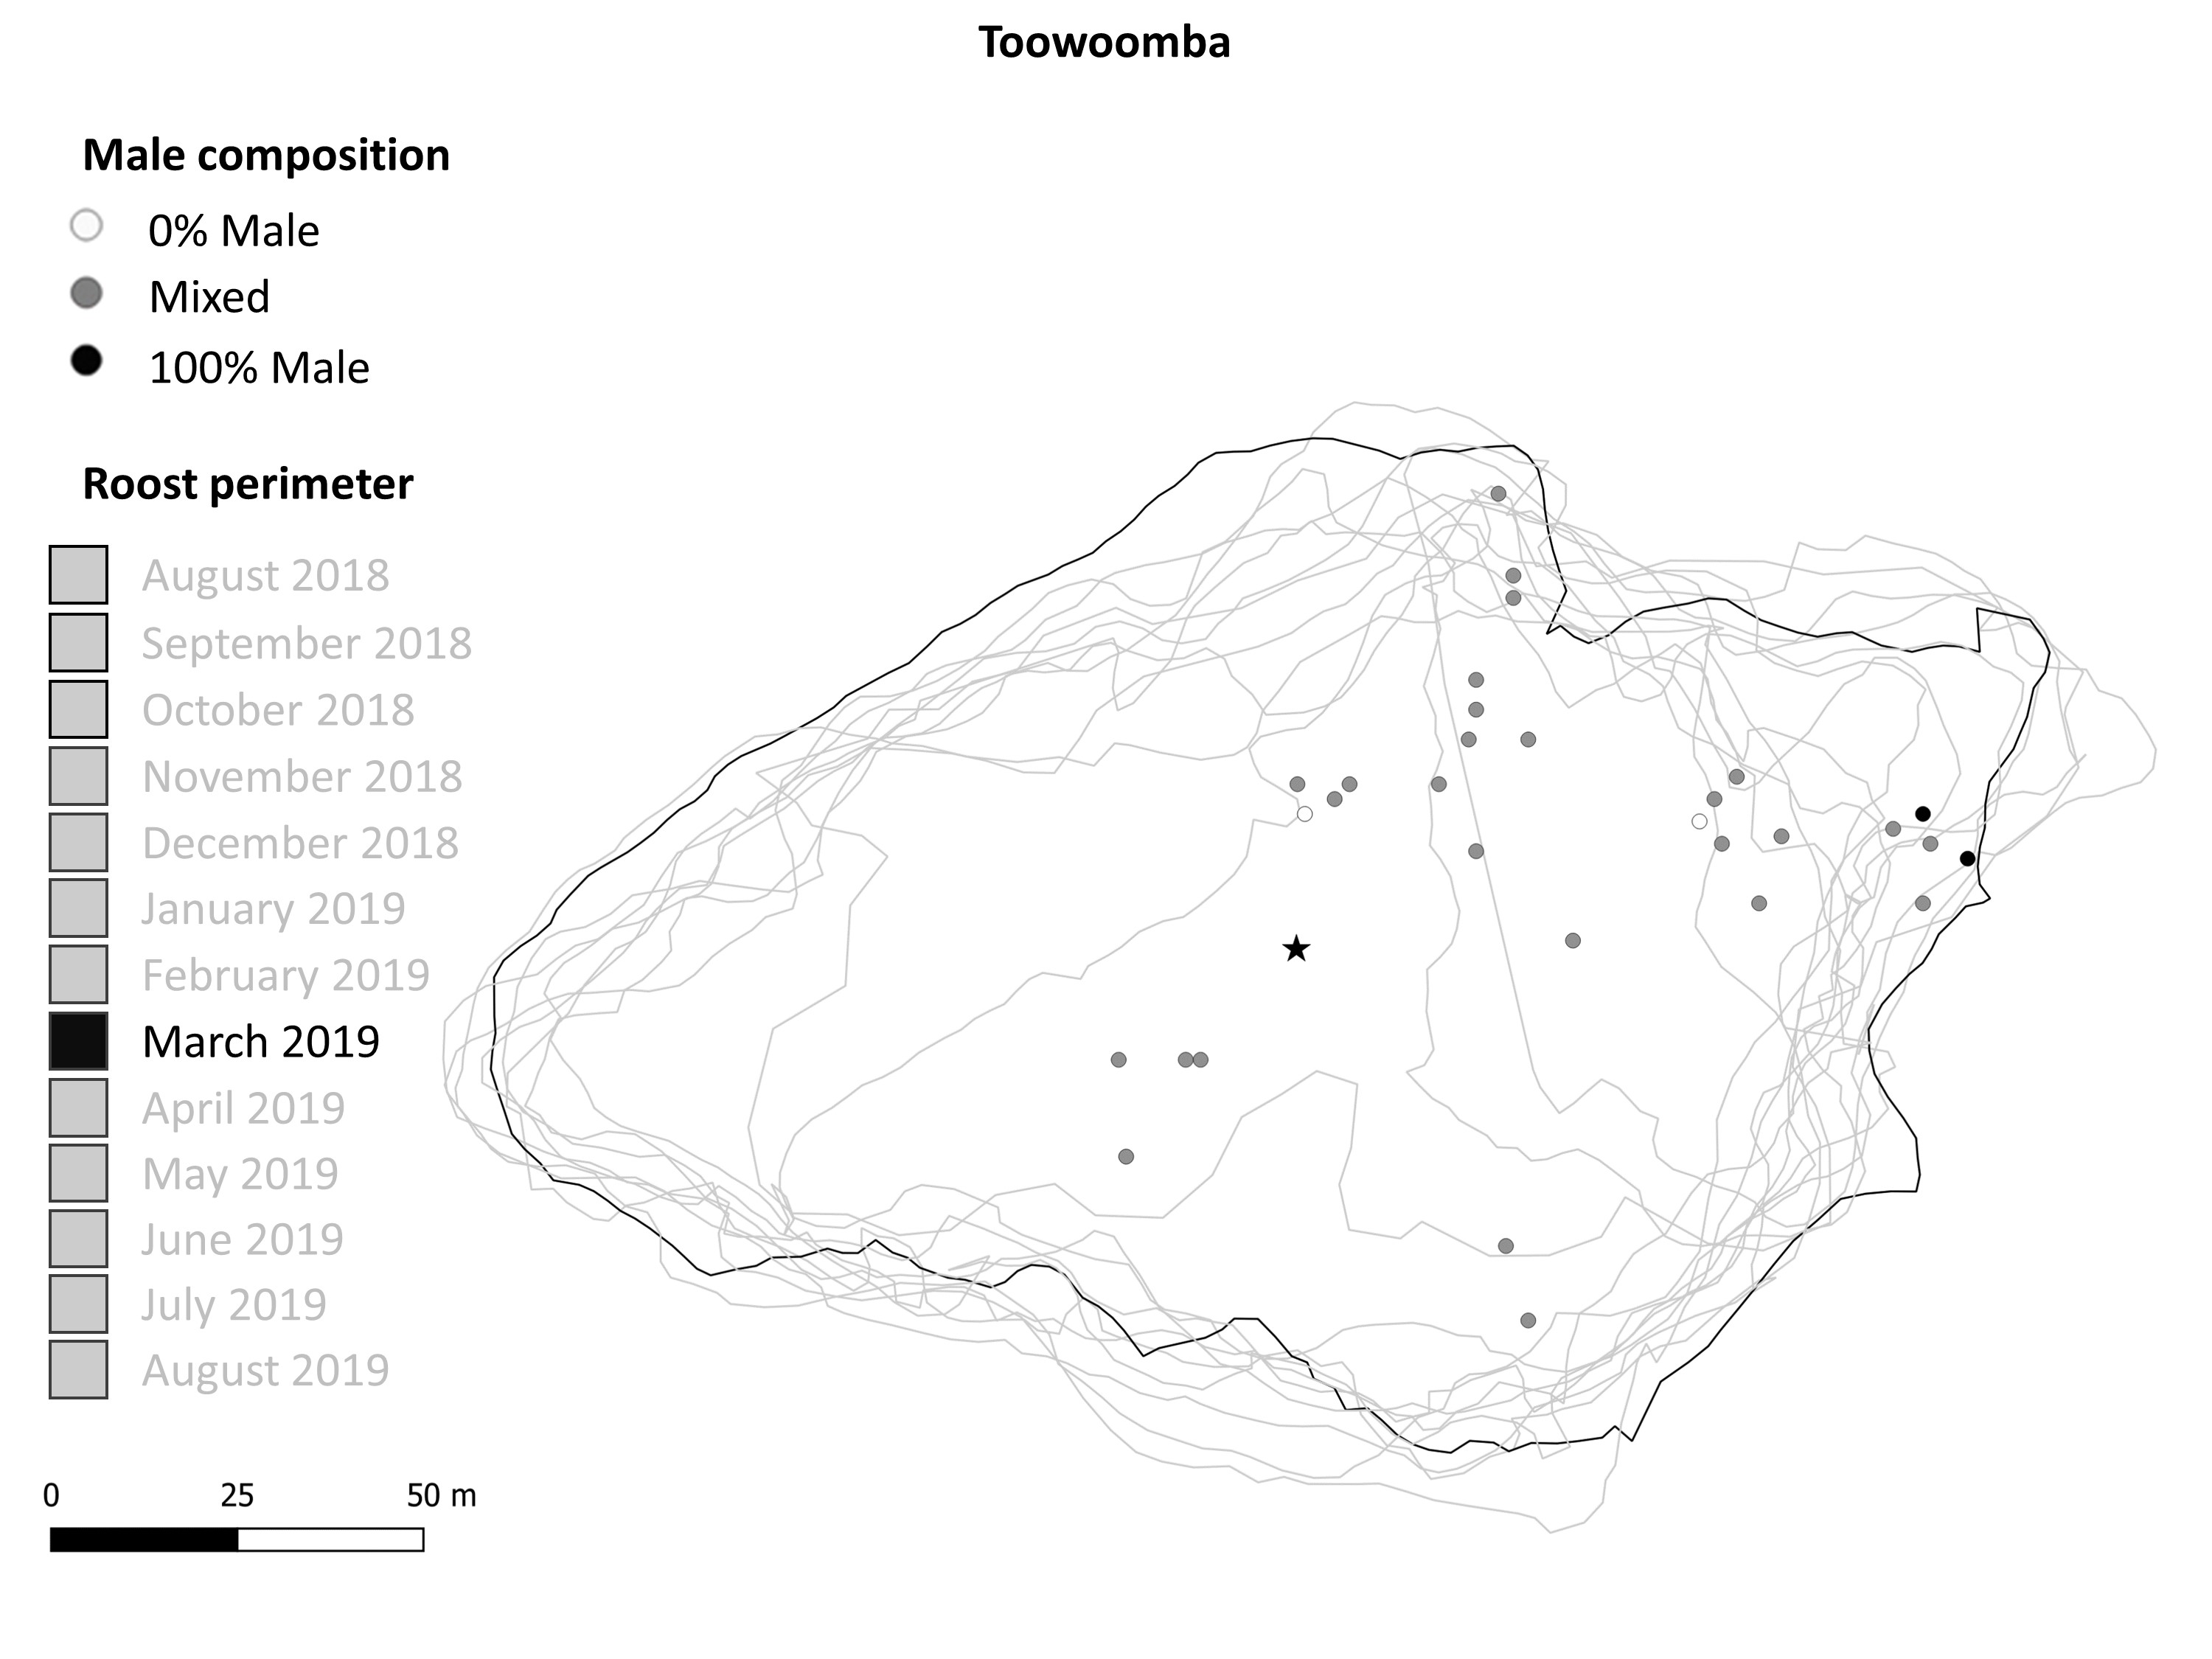 Toowoomba
Male composition
0% Male
Mixed
100% Male
Roost perimeter
August 2018
September 2018
October 2018
November 2018
December 2018
January 2019
February 2019
March 2019
April 2019
May 2019
June 2019
July 2019
August 2019
0 25 50 m